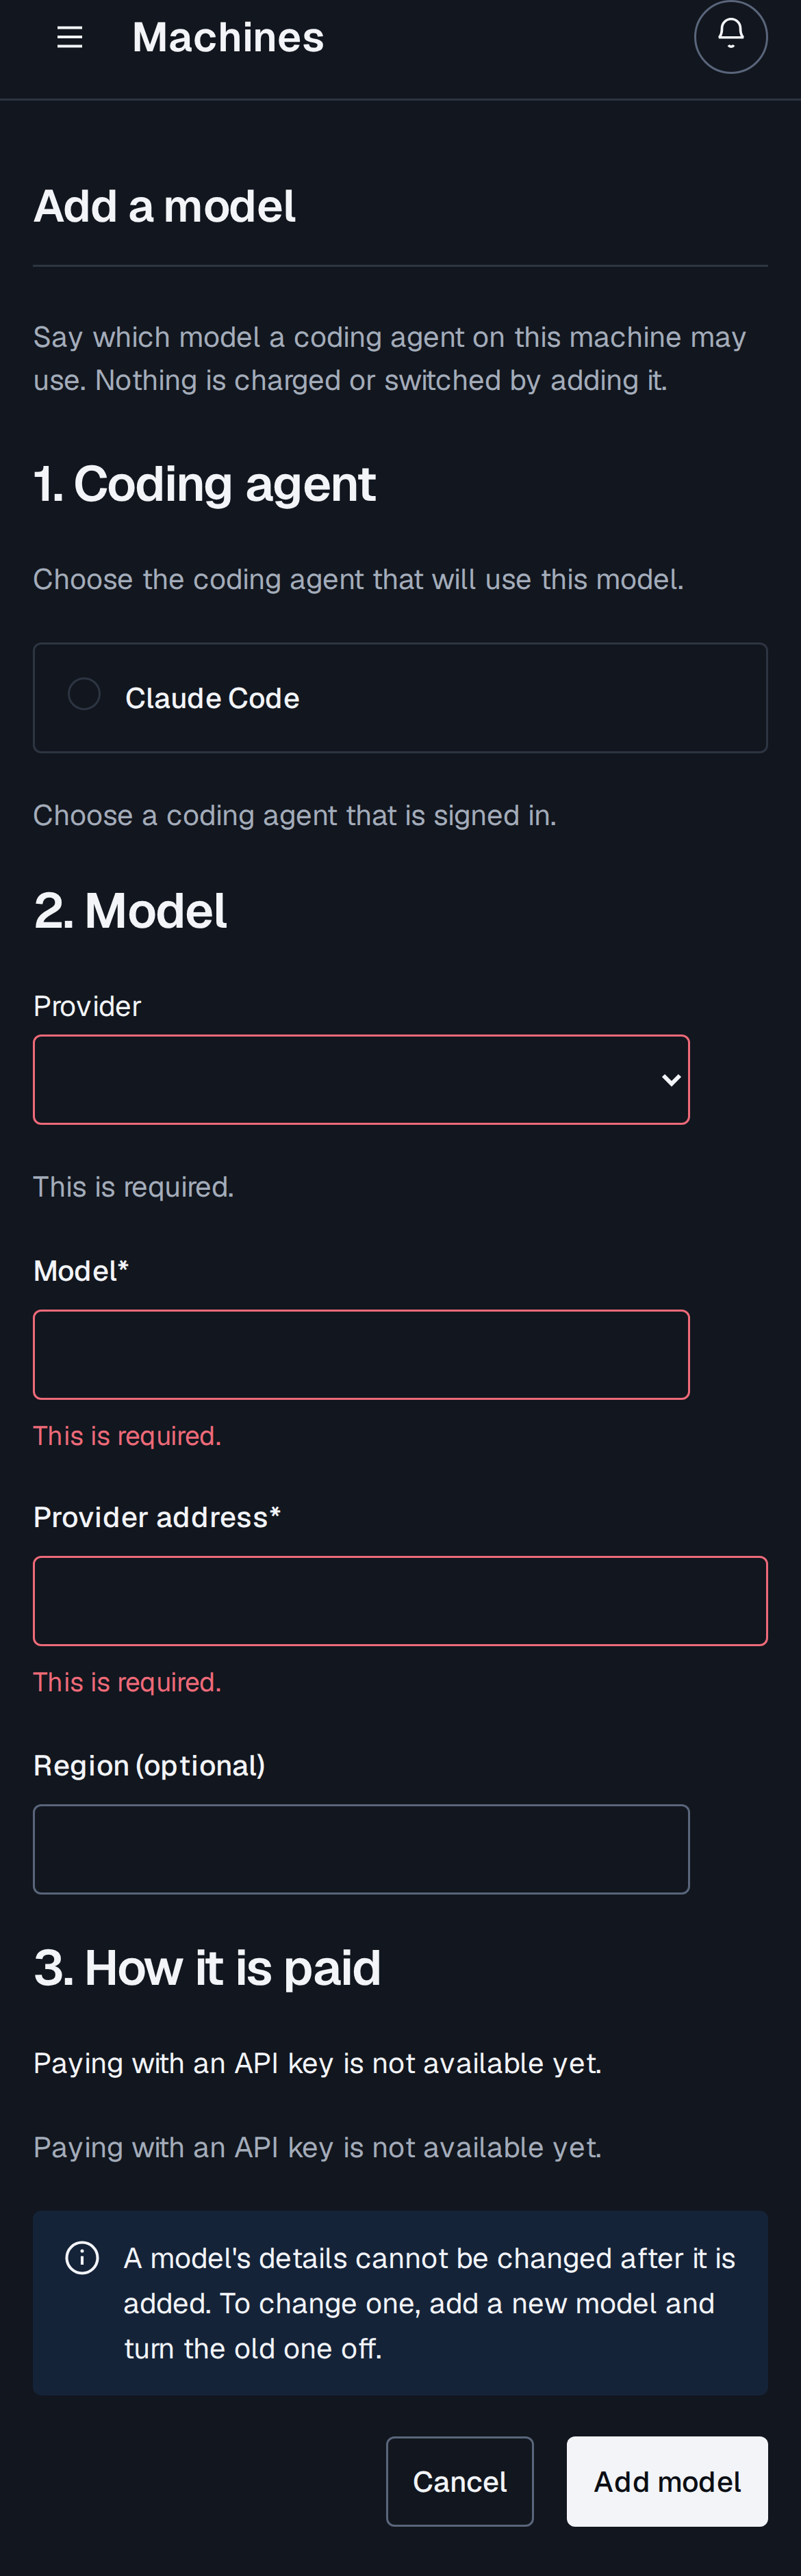 Machines
Add a model
Say which model a coding agent on this machine may
use. Nothing is charged or switched by adding it.
1. Coding agent
Choose the coding agent that will use this model.
Claude Code
Choose a coding agent that is signed in.
2. Model
Provider
This is required.
Model*
This is required.
Provider address*
This is required.
Region (optional)
3. How it is paid
Paying with an API key is not available yet.
Paying with an API key is not available yet.
A model's details cannot be changed after it is
added. To change one, add a new model and
turn the old one off.
Cancel
Add model